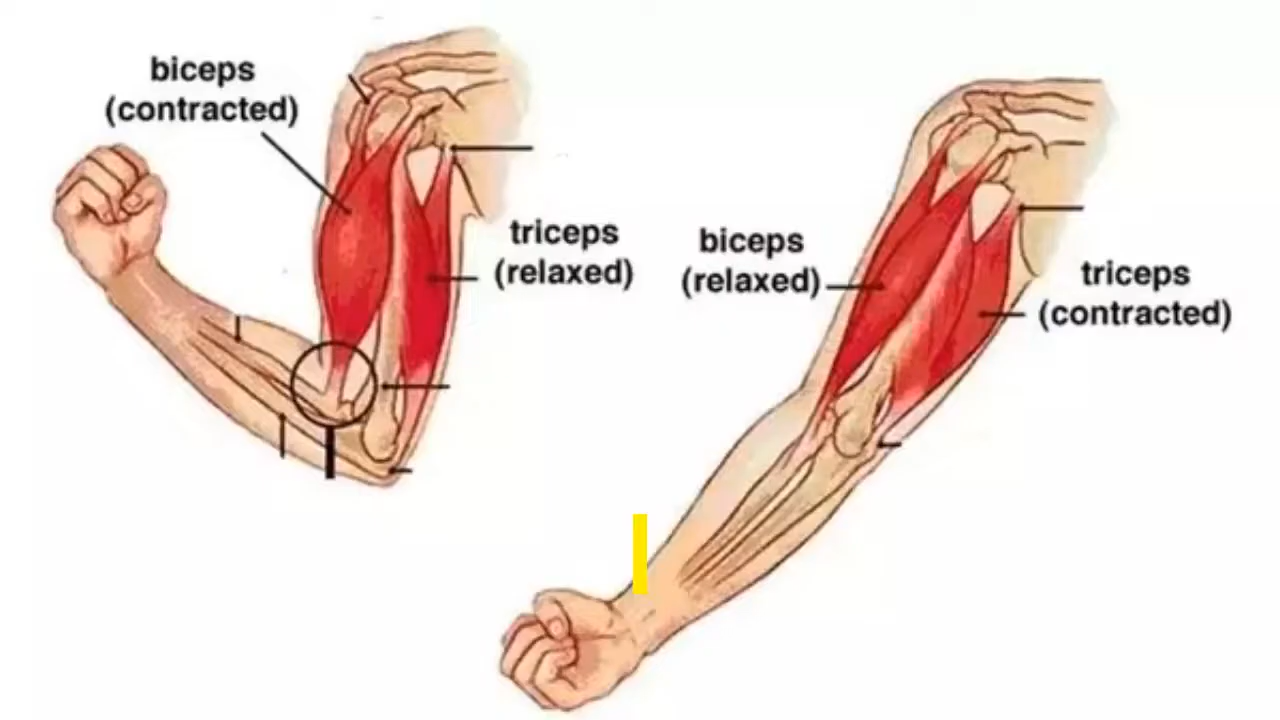 biceps
(contracted)
triceps
(relaxed)
biceps
(relaxed)
triceps
(contracted)